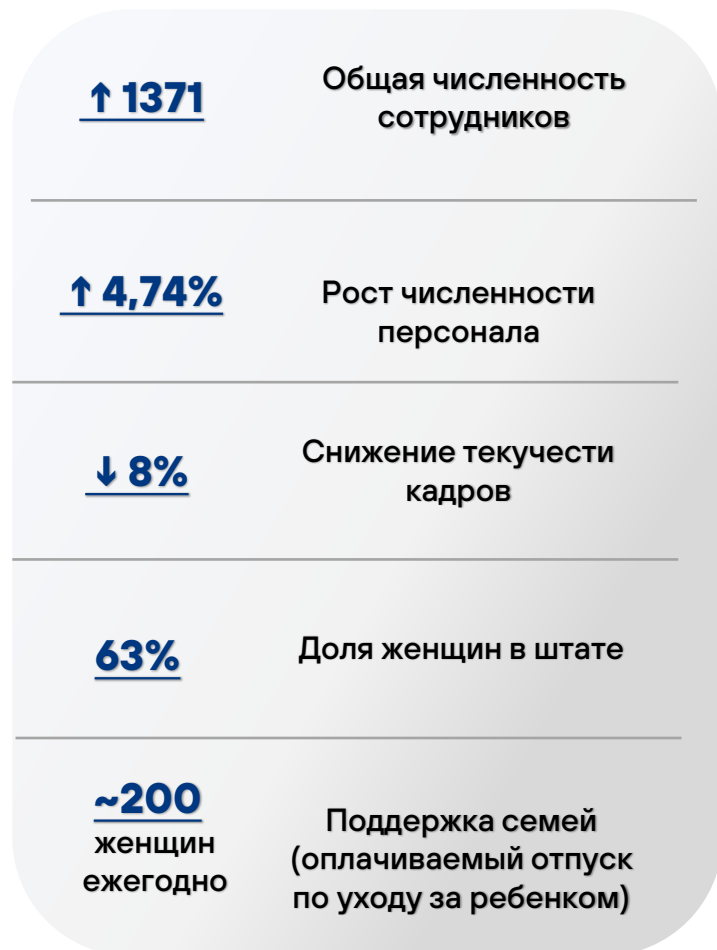 ↑ 1371
Общая численность
сотрудников
↑ 4,74%
Рост численности
персонала
↓ 8%
Снижение текучести
кадров
63%
Доля женщин в штате
~200
женщин
ежегодно
Поддержка семей
(оплачиваемый отпуск
по уходу за ребенком)